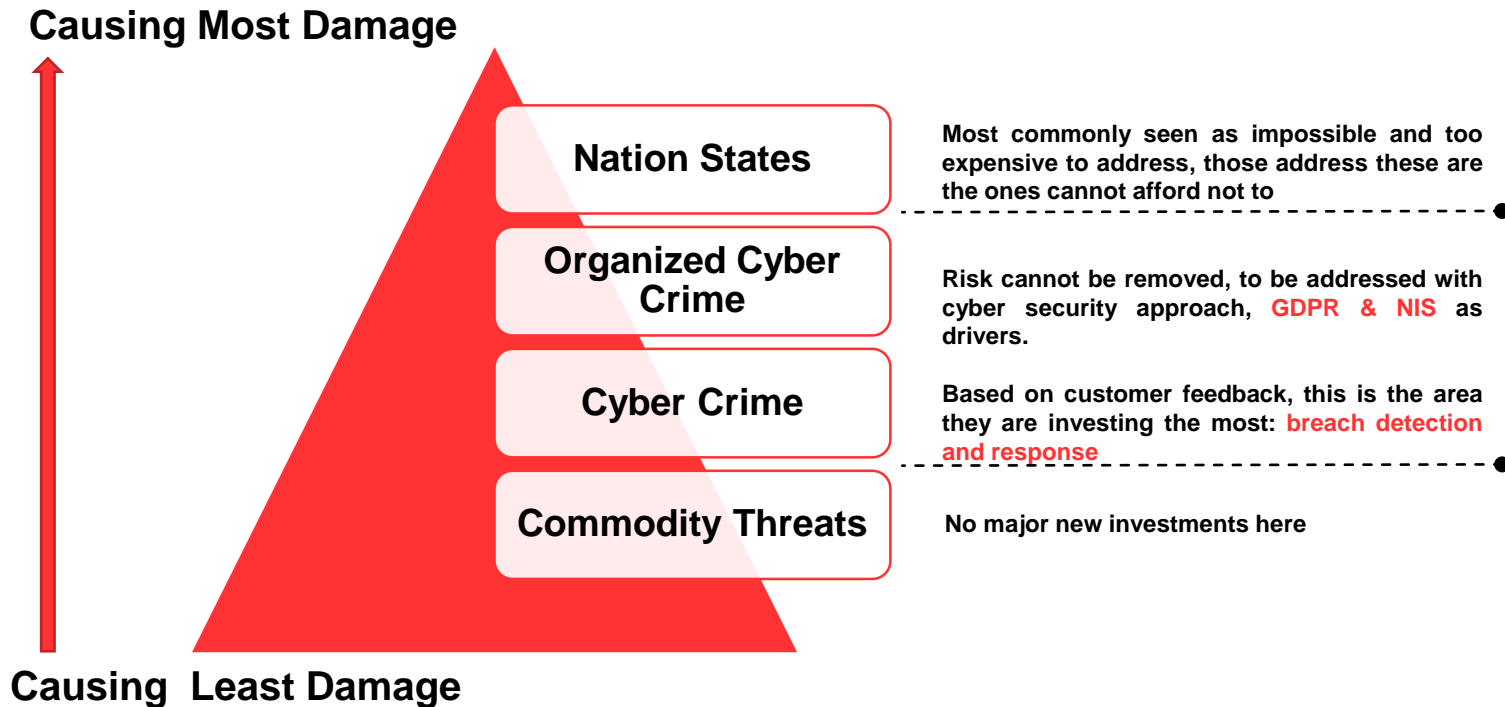 Causing Most Damage
Nation States
Most commonly seen as impossible and too
expensive to address, those address these are
the ones cannot afford not to
Organized Cyber
Crime
Risk cannot be removed, to be addressed with
cyber security approach, GDPR & NIS as
drivers.
Cyber Crime
Based on customer feedback, this is the area
they are investing the most: breach detection
and response
Commodity Threats
No major new investments here
Causing Least Damage